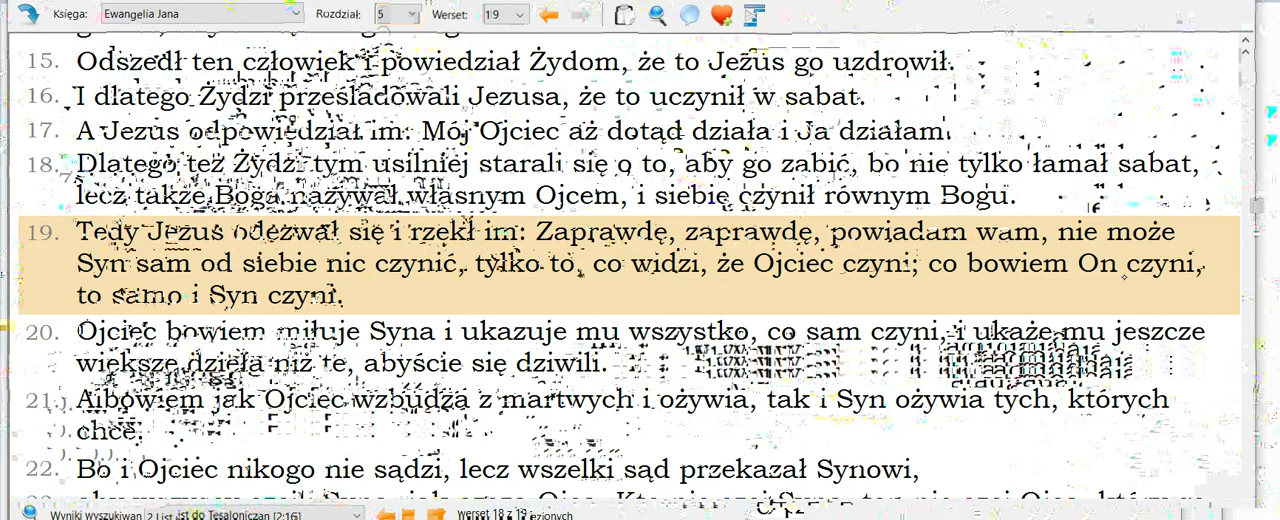 Księga: Ewangelia Jana Rozdział: 5 Werset: 19
15. Odszedł ten człowiek i powiedział Żydom, że to Jezus go uzdrowił.
16. I dlatego Żydzi prześladowali Jezusa, że to uczynił w sabat.
17. A Jezus odpowiedział im: Mój Ojciec aż dotąd działa i Ja działam.
18. Dlatego też Żydzi tym usilniej starali się o to, aby go zabić, bo nie tylko łamał sabat,
lecz także Boga nazywał własnym Ojcem, i siebie czynił równym Bogu.
19. Tedy Jezus odezwał się i rzekł im: Zaprawdę, zaprawdę, powiadam wam, nie może
Syn sam od siebie nic czynić, tylko to, co widzi, że Ojciec czyni; co bowiem On czyni,
to samo i Syn czyni.
20. Ojciec bowiem miłuje Syna i ukazuje mu wszystko, co sam czyni, i ukaże mu jeszcze
większe dzieła niż te, abyście się dziwili.
21. Albowiem jak Ojciec wzbudza z martwych i ożywia, tak i Syn ożywia tych, których
chce.
22. Bo i Ojciec nikogo nie sądzi, lecz wszelki sąd przekazał Synowi,
Wyniki wyszukiwan 2 List do Tesaloniczan [2:16] werset 18 z 19